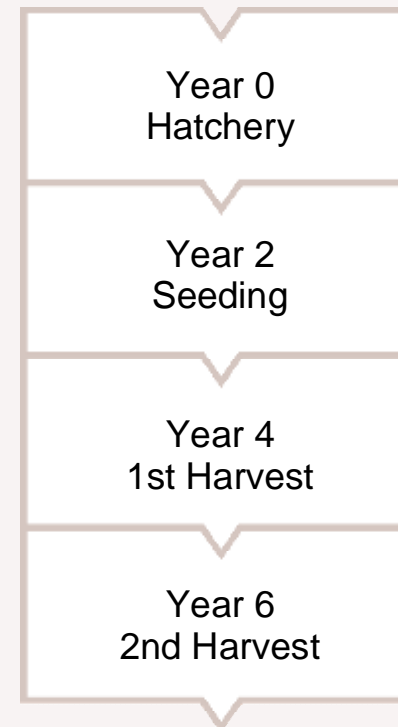 Year 0
Hatchery
Year 2
Seeding
Year 4
1st Harvest
Year 6
2nd Harvest